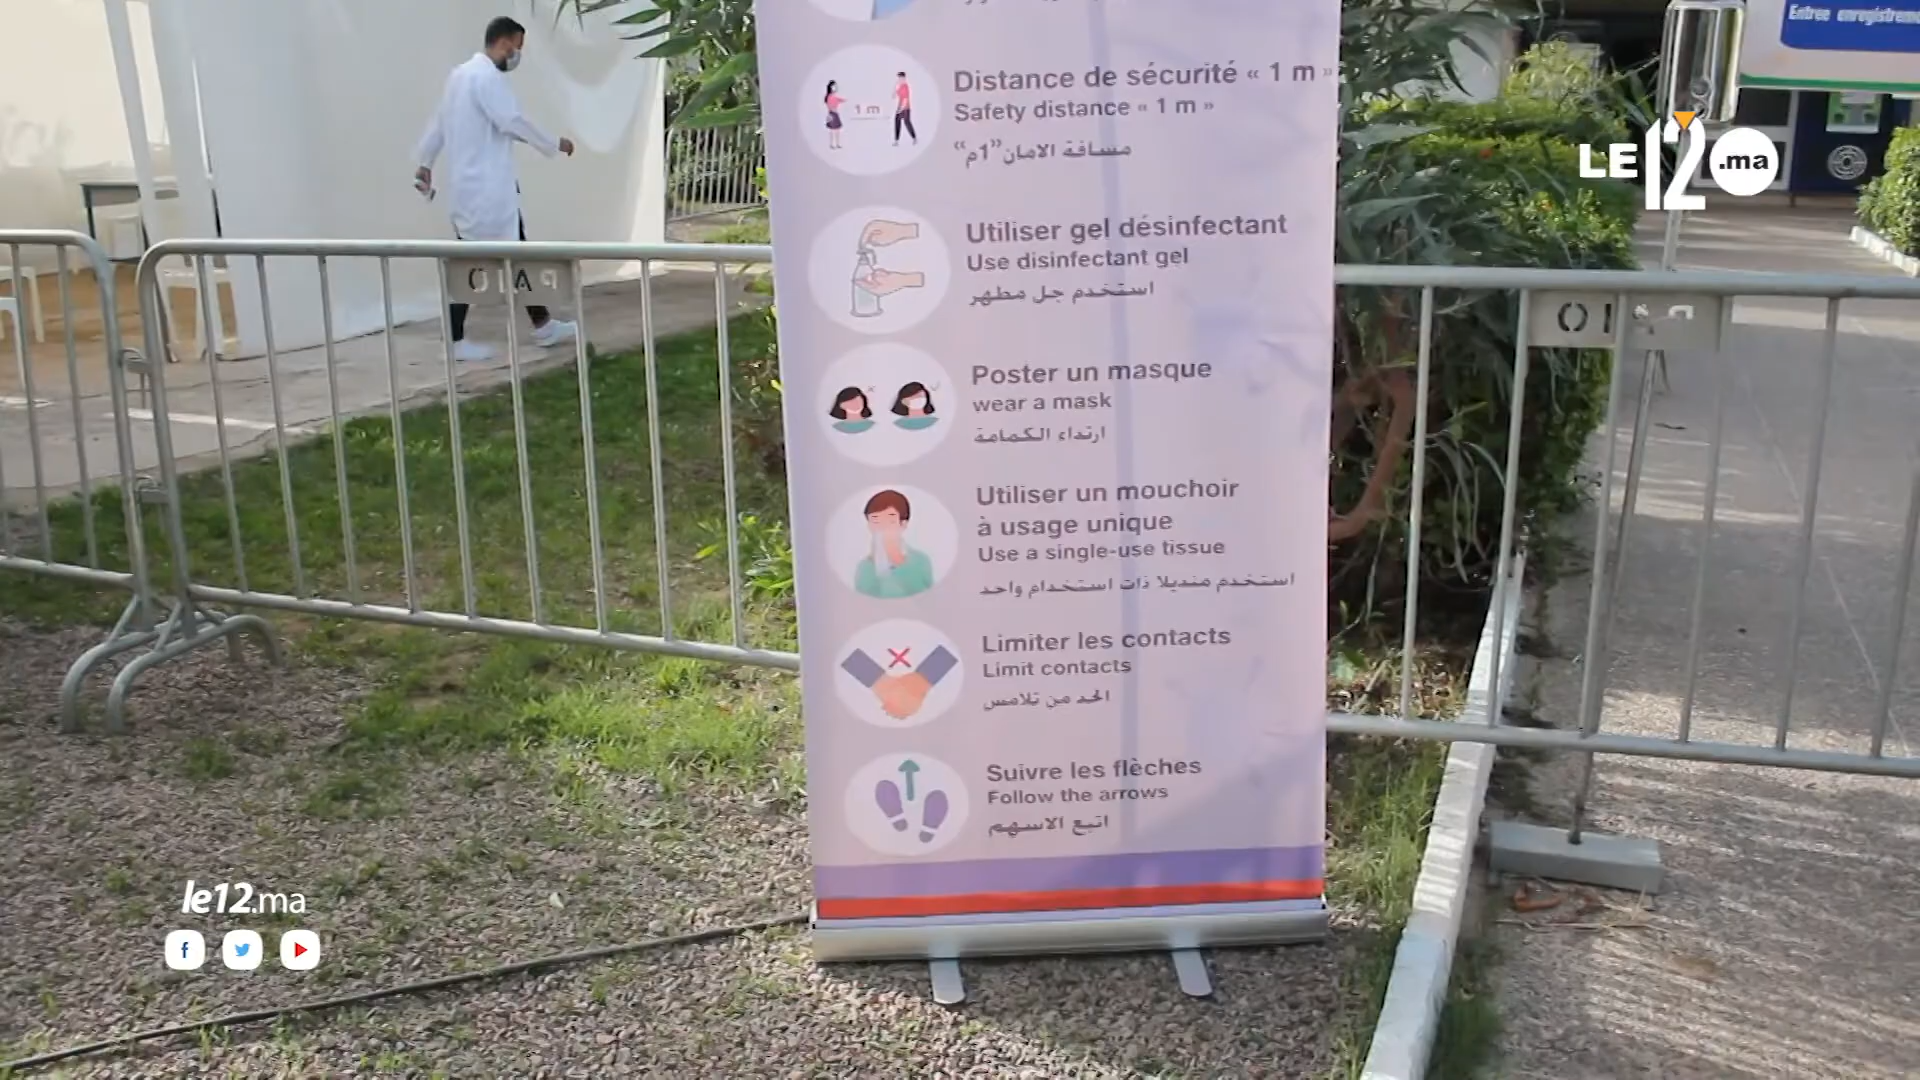 Distance de sécurité « 1 m »
Safety distance « 1 m »
مسافة الامان”1م“
1 m
Utiliser gel désinfectant
Use disinfectant gel
استخدم جل مطهر
Poster un masque
wear a mask
ارتداء الكمامة
Utiliser un mouchoir
à usage unique
Use a single-use tissue
استخدم منديلا ذات استخدام واحد
Limiter les contacts
Limit contacts
الحد من تلامس
Suivre les flèches
Follow the arrows
اتبع الاسهم
LE12.ma
le12.ma